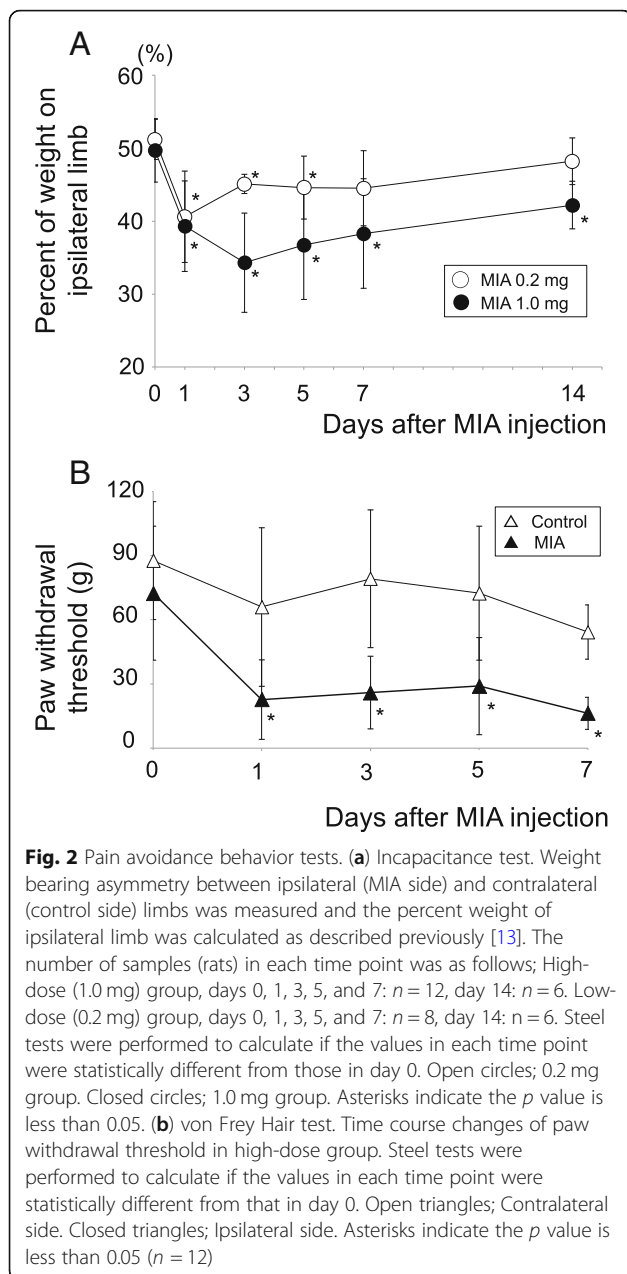 A
(%)
60
50
40
30
20
Percent of weight on
ipsilateral limb
*
*
*
*
*
*
*
*
MIA 0.2 mg
MIA 1.0 mg
0 1 3 5 7 14
Days after MIA injection
B
120
90
60
30
0
Paw withdrawal
threshold (g)
Control
MIA
*
*
*
*
0 1 3 5 7
Days after MIA injection
Fig. 2 Pain avoidance behavior tests. (a) Incapacitance test. Weight
bearing asymmetry between ipsilateral (MIA side) and contralateral
(control side) limbs was measured and the percent weight of
ipsilateral limb was calculated as described previously [13]. The
number of samples (rats) in each time point was as follows; High-
dose (1.0 mg) group, days 0, 1, 3, 5, and 7: n = 12, day 14: n = 6. Low-
dose (0.2 mg) group, days 0, 1, 3, 5, and 7: n = 8, day 14: n = 6. Steel
tests were performed to calculate if the values in each time point
were statistically different from those in day 0. Open circles; 0.2 mg
group. Closed circles; 1.0 mg group. Asterisks indicate the p value is
less than 0.05. (b) von Frey Hair test. Time course changes of paw
withdrawal threshold in high-dose group. Steel tests were
performed to calculate if the values in each time point were
statistically different from that in day 0. Open triangles; Contralateral
side. Closed triangles; Ipsilateral side. Asterisks indicate the p value is
less than 0.05 (n = 12)